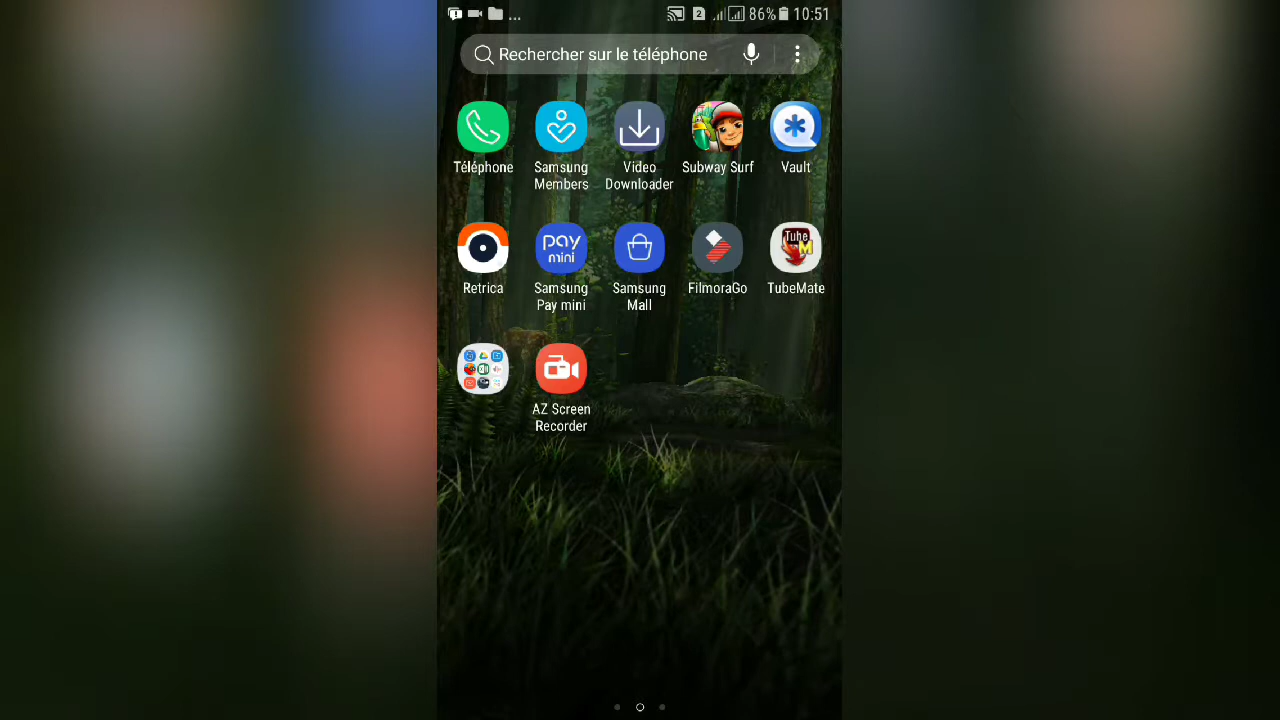 ... 2 86% 10:51
Rechercher sur le téléphone
Téléphone
Samsung
Members
Video
Downloader
Subway Surf
Vault
pay
mini
Tube
M
Retrica
Samsung
Pay mini
Samsung
Mall
FilmoraGo
TubeMate
AZ Screen
Recorder